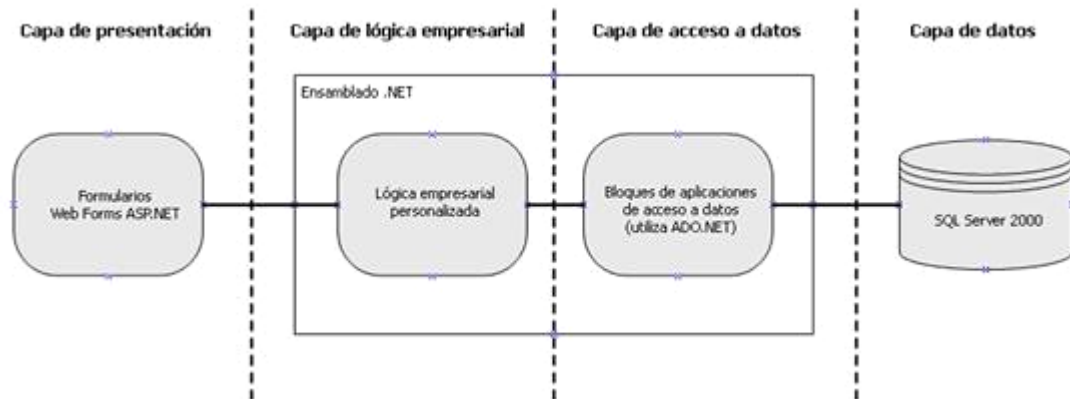 Capa de presentación
Capa de lógica empresarial
Capa de acceso a datos
Capa de datos
Ensamblado .NET
Formularios
Web Forms ASP.NET
Lógica empresarial
personalizada
Bloques de aplicaciones
de acceso a datos
(utiliza ADO.NET)
SQL Server 2000